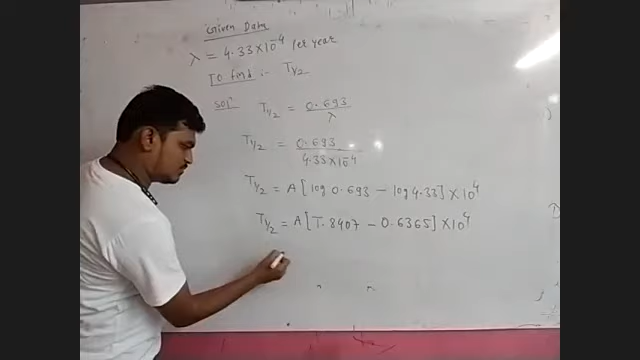 Given Data
λ = 4.33×10⁻⁴ per year
To find :- T1/2
Solⁿ T1/2 = 0.693/λ
T1/2 = 0.693/4.33×10⁻⁴
T1/2 = A[log 0.693 − log 4.33]×10⁴
T1/2 = A[1̄.8407 − 0.6365]×10⁴